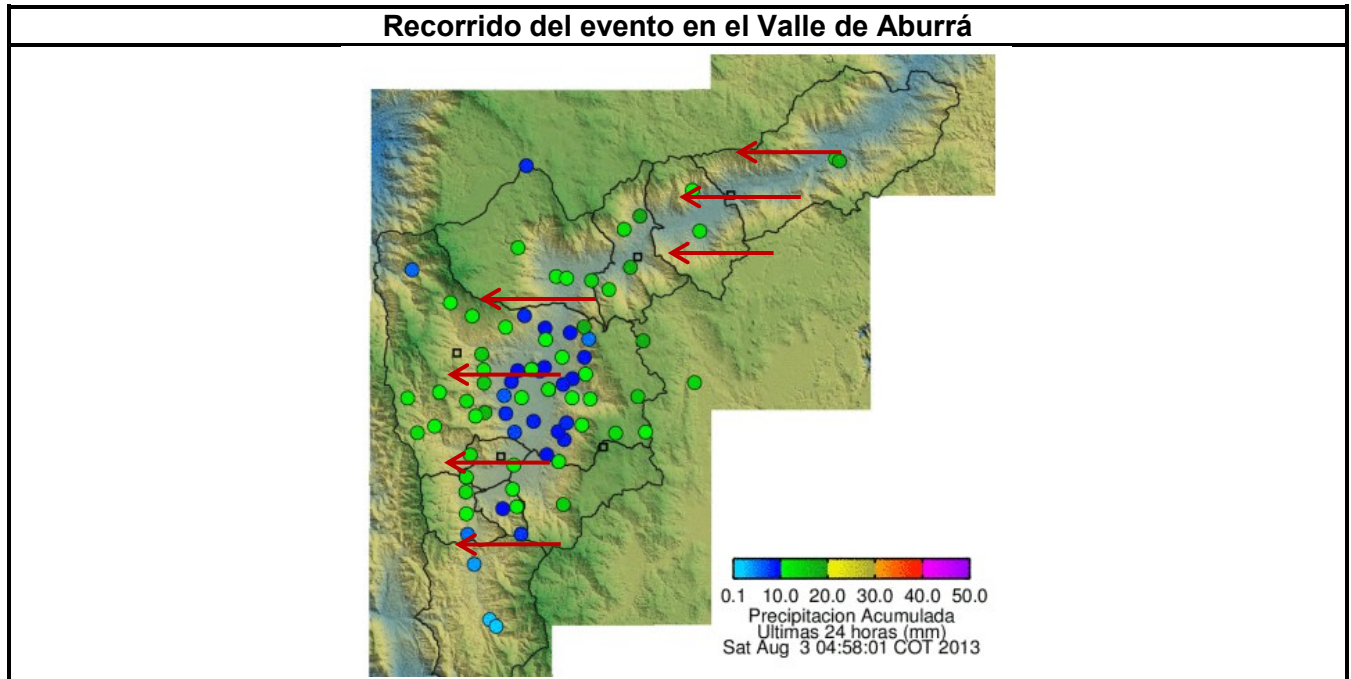 Recorrido del evento en el Valle de Aburrá
0.1 10.0 20.0 30.0 40.0 50.0
Precipitacion Acumulada
Ultimas 24 horas (mm)
Sat Aug 3 04:58:01 COT 2013